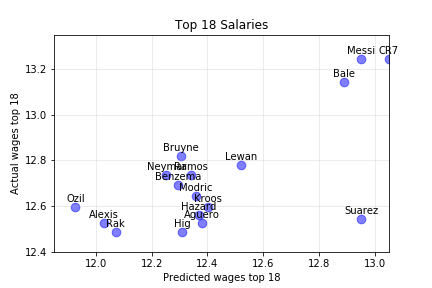 Top 18 Salaries
Messi CR7
13.2
Bale
13.0
Actual wages top 18
12.8
Bruyne
Lewan
Neymar Ramos
Benzema
Modric
12.6
Ozil
Kroos
Hazard
Suarez
Alexis
Aguero
Rak
Hig
12.4
12.0 12.2 12.4 12.6 12.8 13.0
Predicted wages top 18